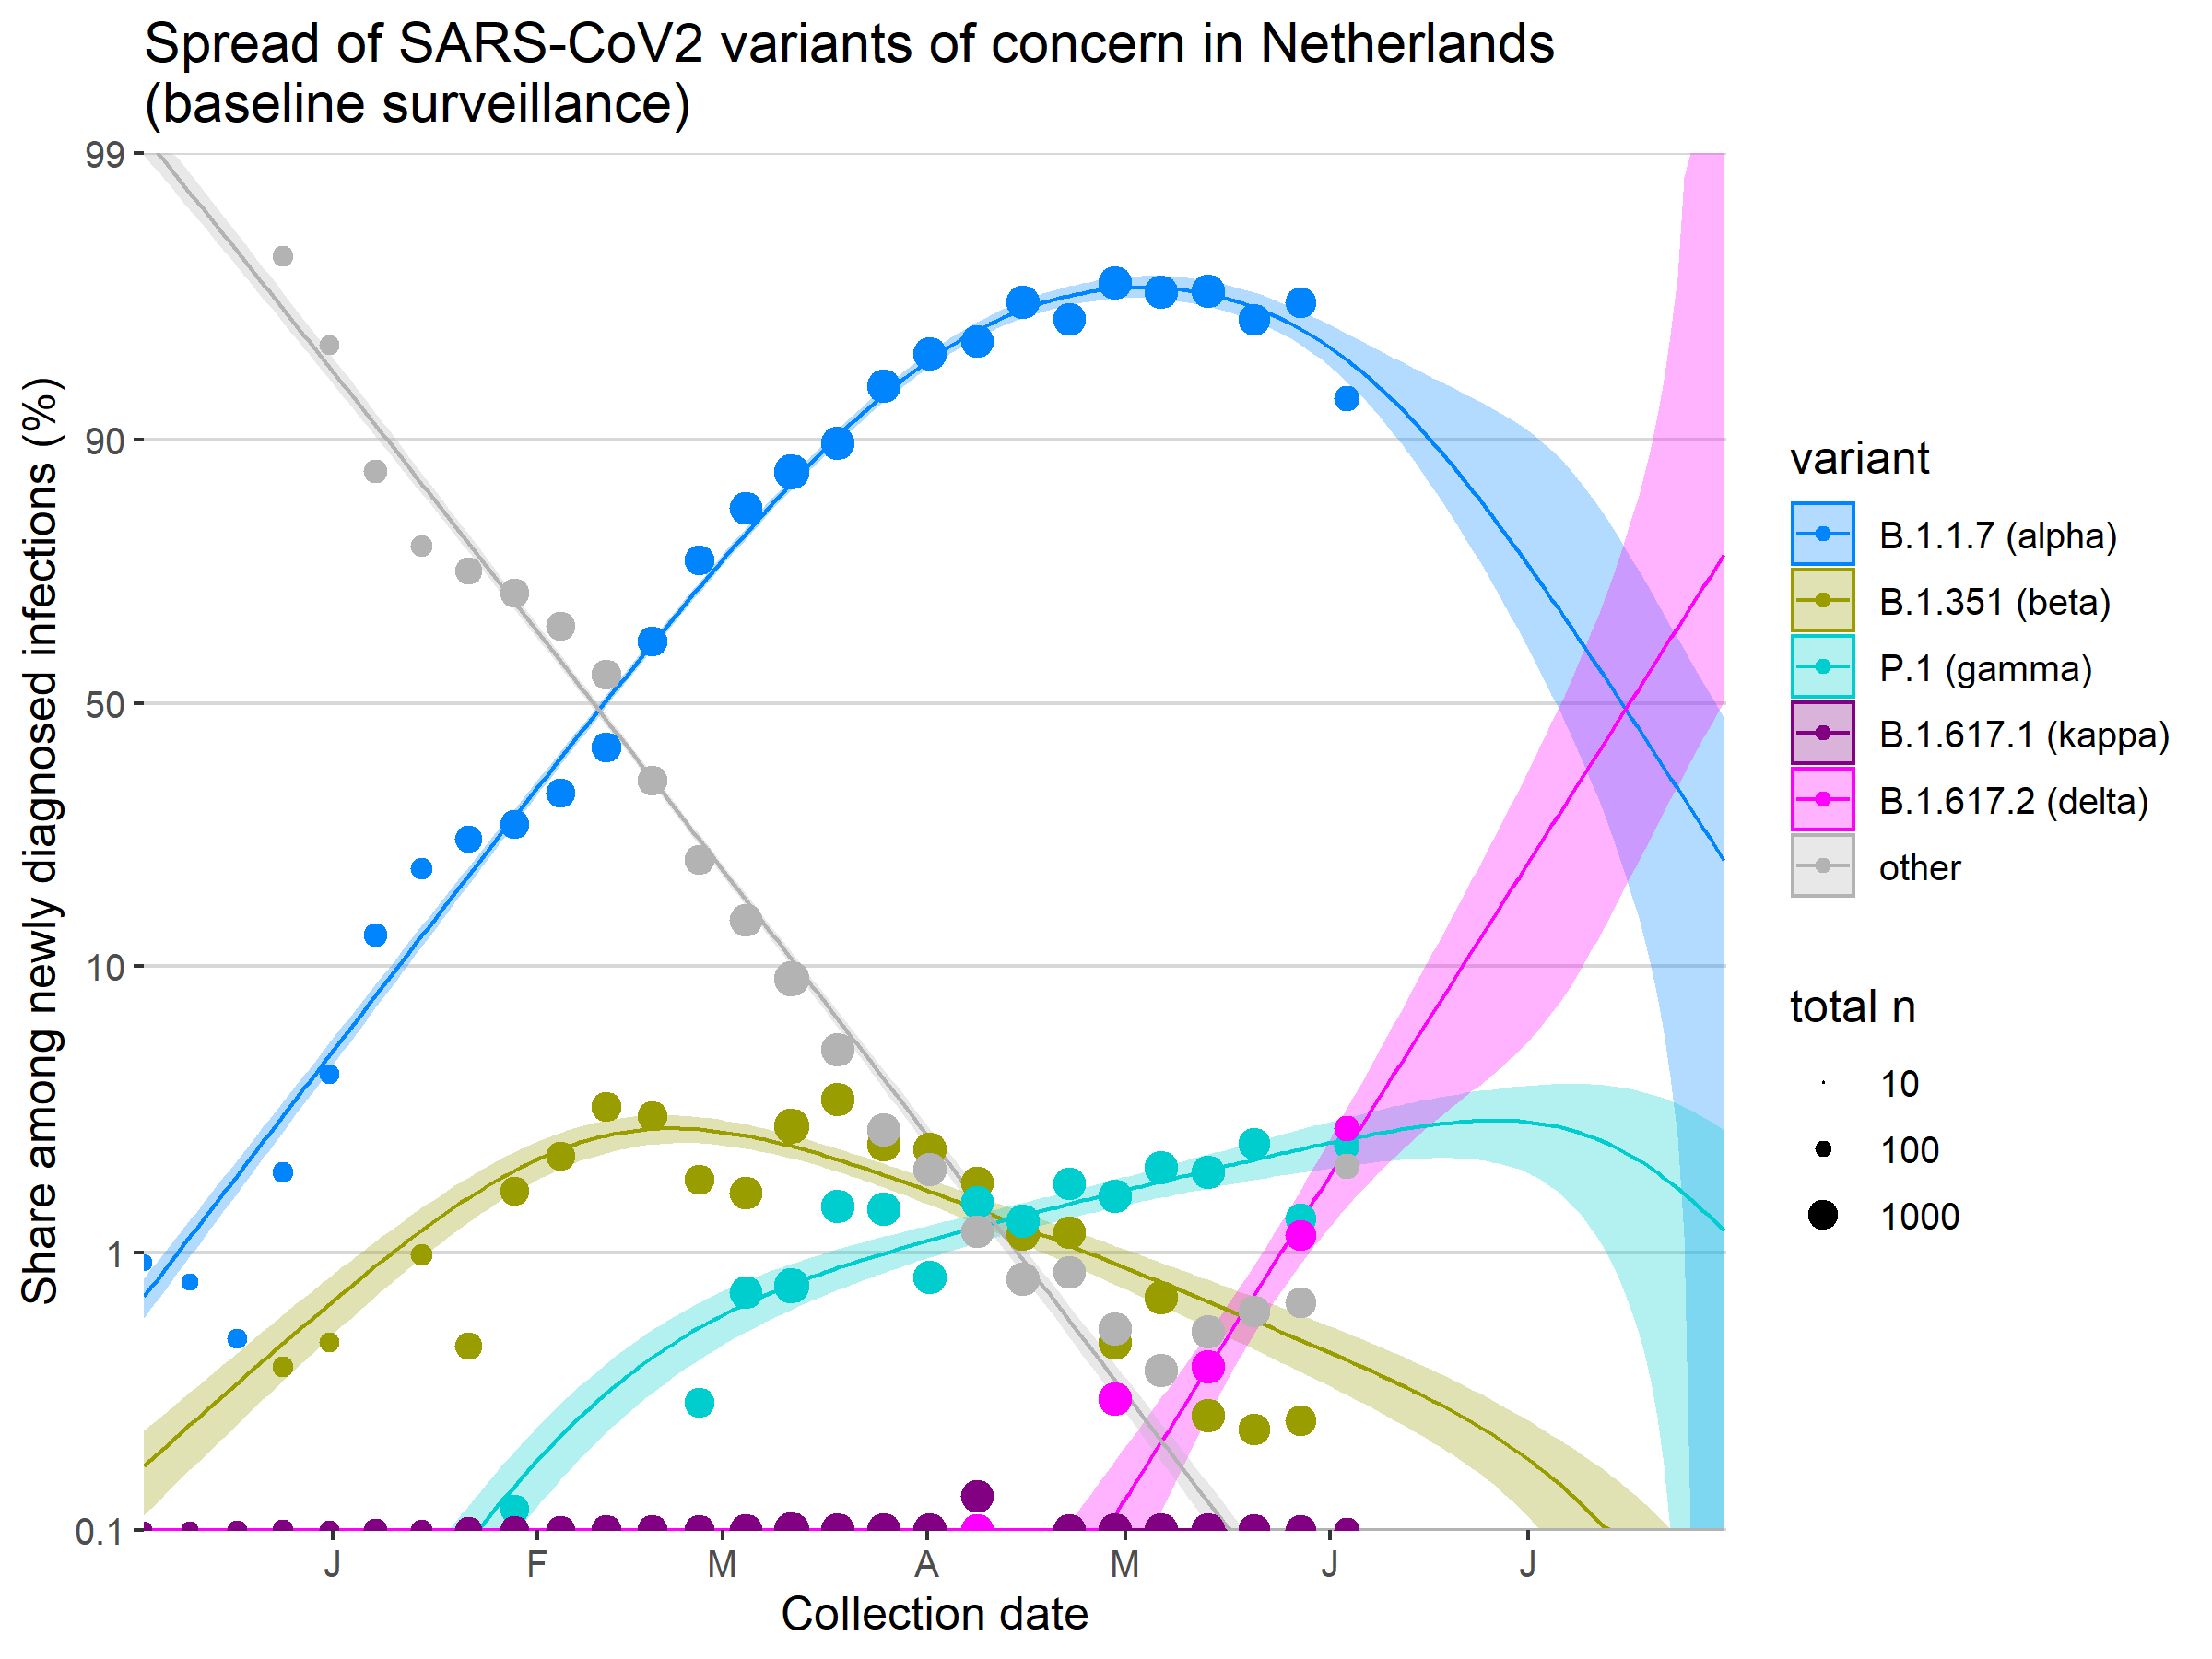 Spread of SARS-CoV2 variants of concern in Netherlands
(baseline surveillance)
Share among newly diagnosed infections (%)
99
90
50
10
1
0.1
J F M A M J J
Collection date
variant
B.1.1.7 (alpha)
B.1.351 (beta)
P.1 (gamma)
B.1.617.1 (kappa)
B.1.617.2 (delta)
other
total n
10
100
1000